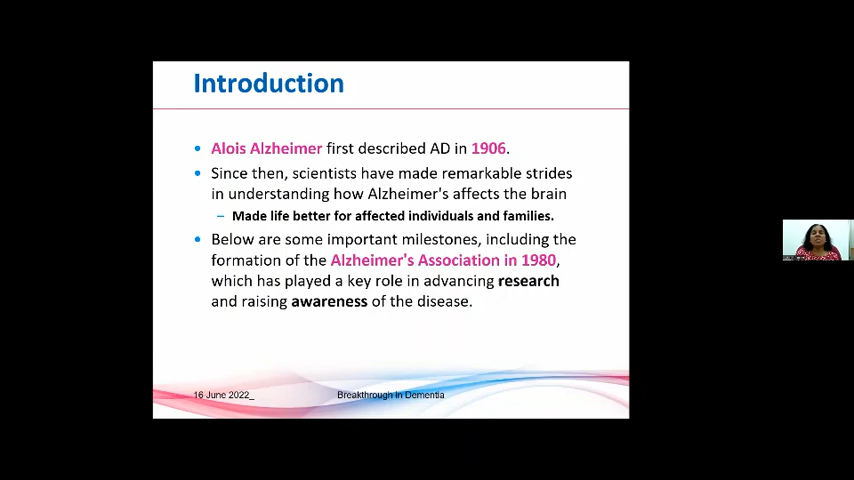 Introduction
• Alois Alzheimer first described AD in 1906.
• Since then, scientists have made remarkable strides
in understanding how Alzheimer's affects the brain
– Made life better for affected individuals and families.
• Below are some important milestones, including the
formation of the Alzheimer's Association in 1980,
which has played a key role in advancing research
and raising awareness of the disease.
16 June 2022_
Breakthrough In Dementia